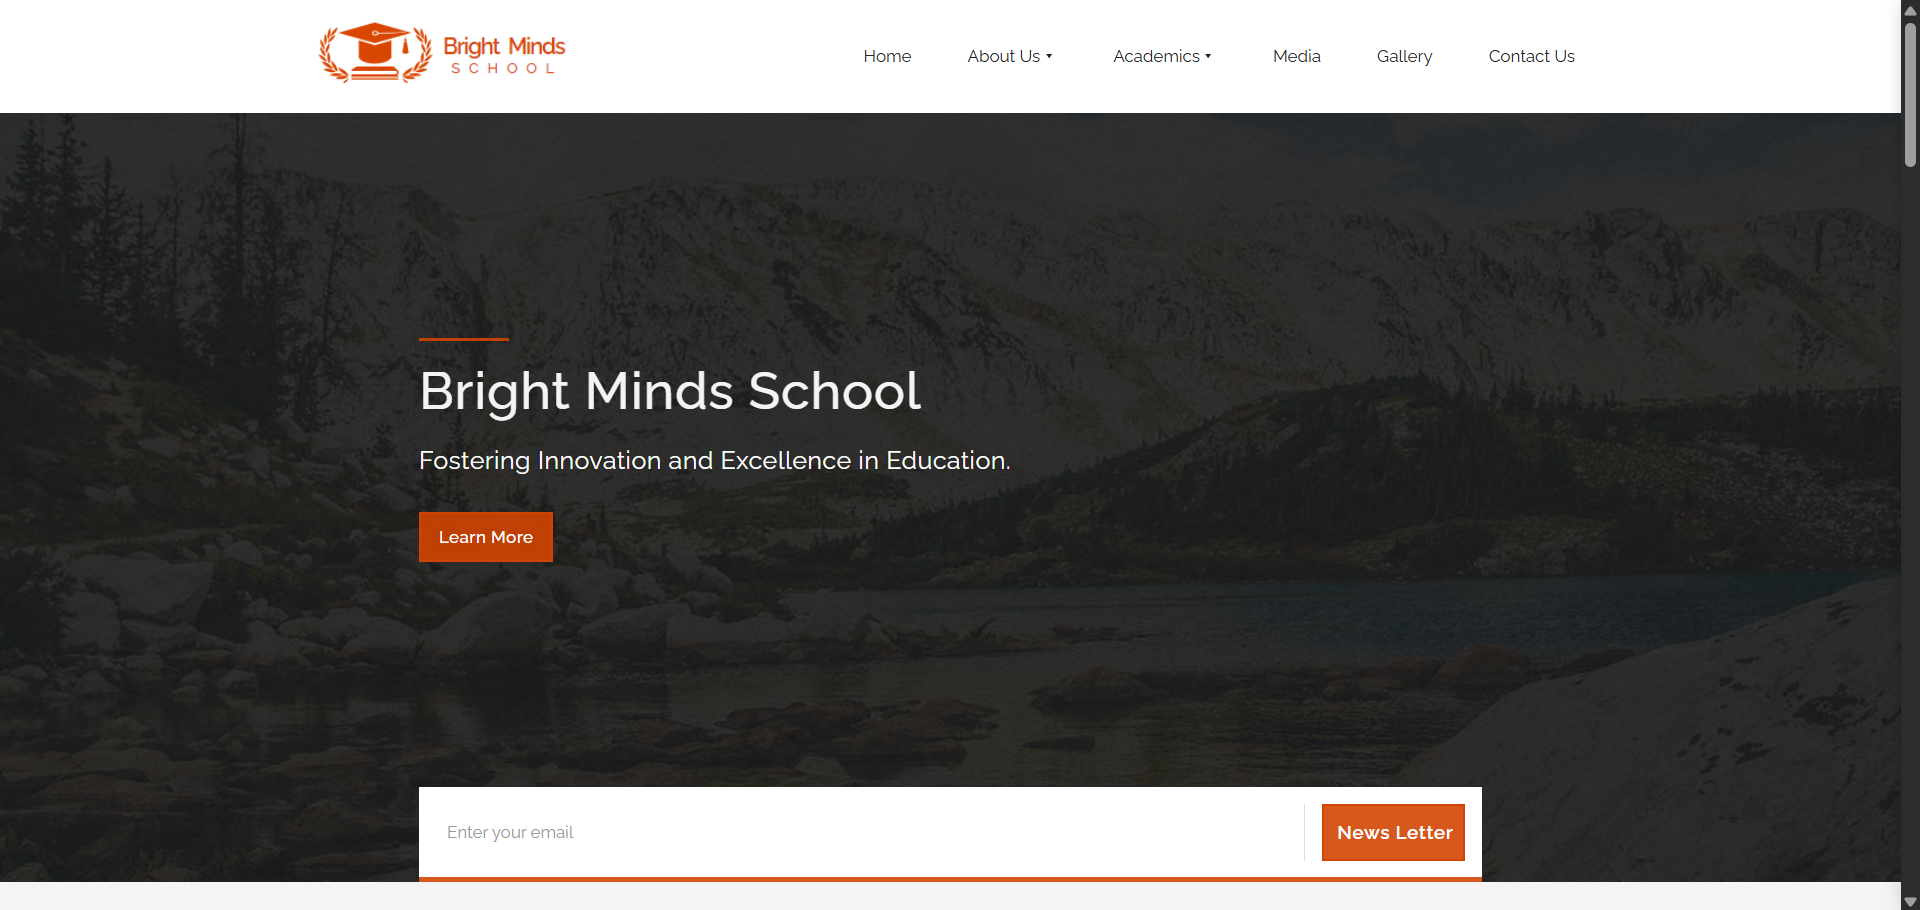 Bright Minds
SCHOOL
Home
About Us
Academics
Media
Gallery
Contact Us
Bright Minds School
Fostering Innovation and Excellence in Education.
Learn More
Enter your email
News Letter